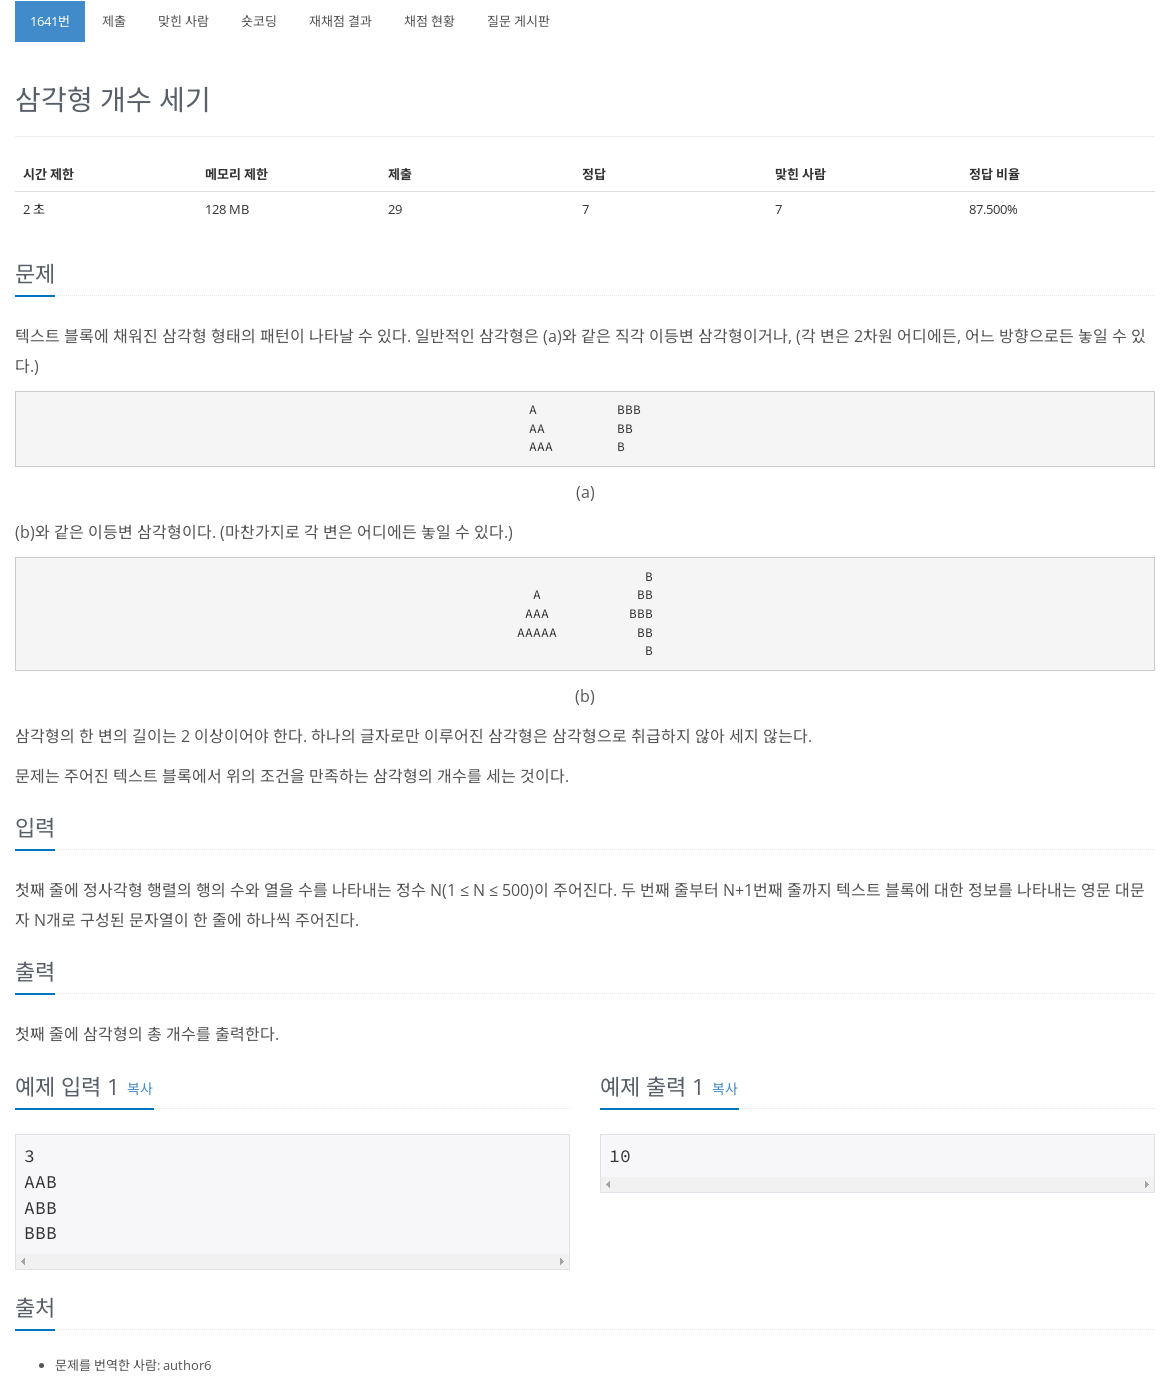 1641번 제출 맞힌 사람 숏코딩 재채점 결과 채점 현황 질문 게시판
삼각형 개수 세기
시간 제한 메모리 제한 제출 정답 맞힌 사람 정답 비율
2 초 128 MB 29 7 7 87.500%
문제
텍스트 블록에 채워진 삼각형 형태의 패턴이 나타날 수 있다. 일반적인 삼각형은 (a)와 같은 직각 이등변 삼각형이거나, (각 변은 2차원 어디에든, 어느 방향으로든 놓일 수 있
다.)
A BBB
AA BB
AAA B
(a)
(b)와 같은 이등변 삼각형이다. (마찬가지로 각 변은 어디에든 놓일 수 있다.)
B
A BB
AAA BBB
AAAAA BB
B
(b)
삼각형의 한 변의 길이는 2 이상이어야 한다. 하나의 글자로만 이루어진 삼각형은 삼각형으로 취급하지 않아 세지 않는다.
문제는 주어진 텍스트 블록에서 위의 조건을 만족하는 삼각형의 개수를 세는 것이다.
입력
첫째 줄에 정사각형 행렬의 행의 수와 열을 수를 나타내는 정수 N(1 ≤ N ≤ 500)이 주어진다. 두 번째 줄부터 N+1번째 줄까지 텍스트 블록에 대한 정보를 나타내는 영문 대문
자 N개로 구성된 문자열이 한 줄에 하나씩 주어진다.
출력
첫째 줄에 삼각형의 총 개수를 출력한다.
예제 입력 1 복사
3
AAB
ABB
BBB
예제 출력 1 복사
10
출처
문제를 번역한 사람: author6